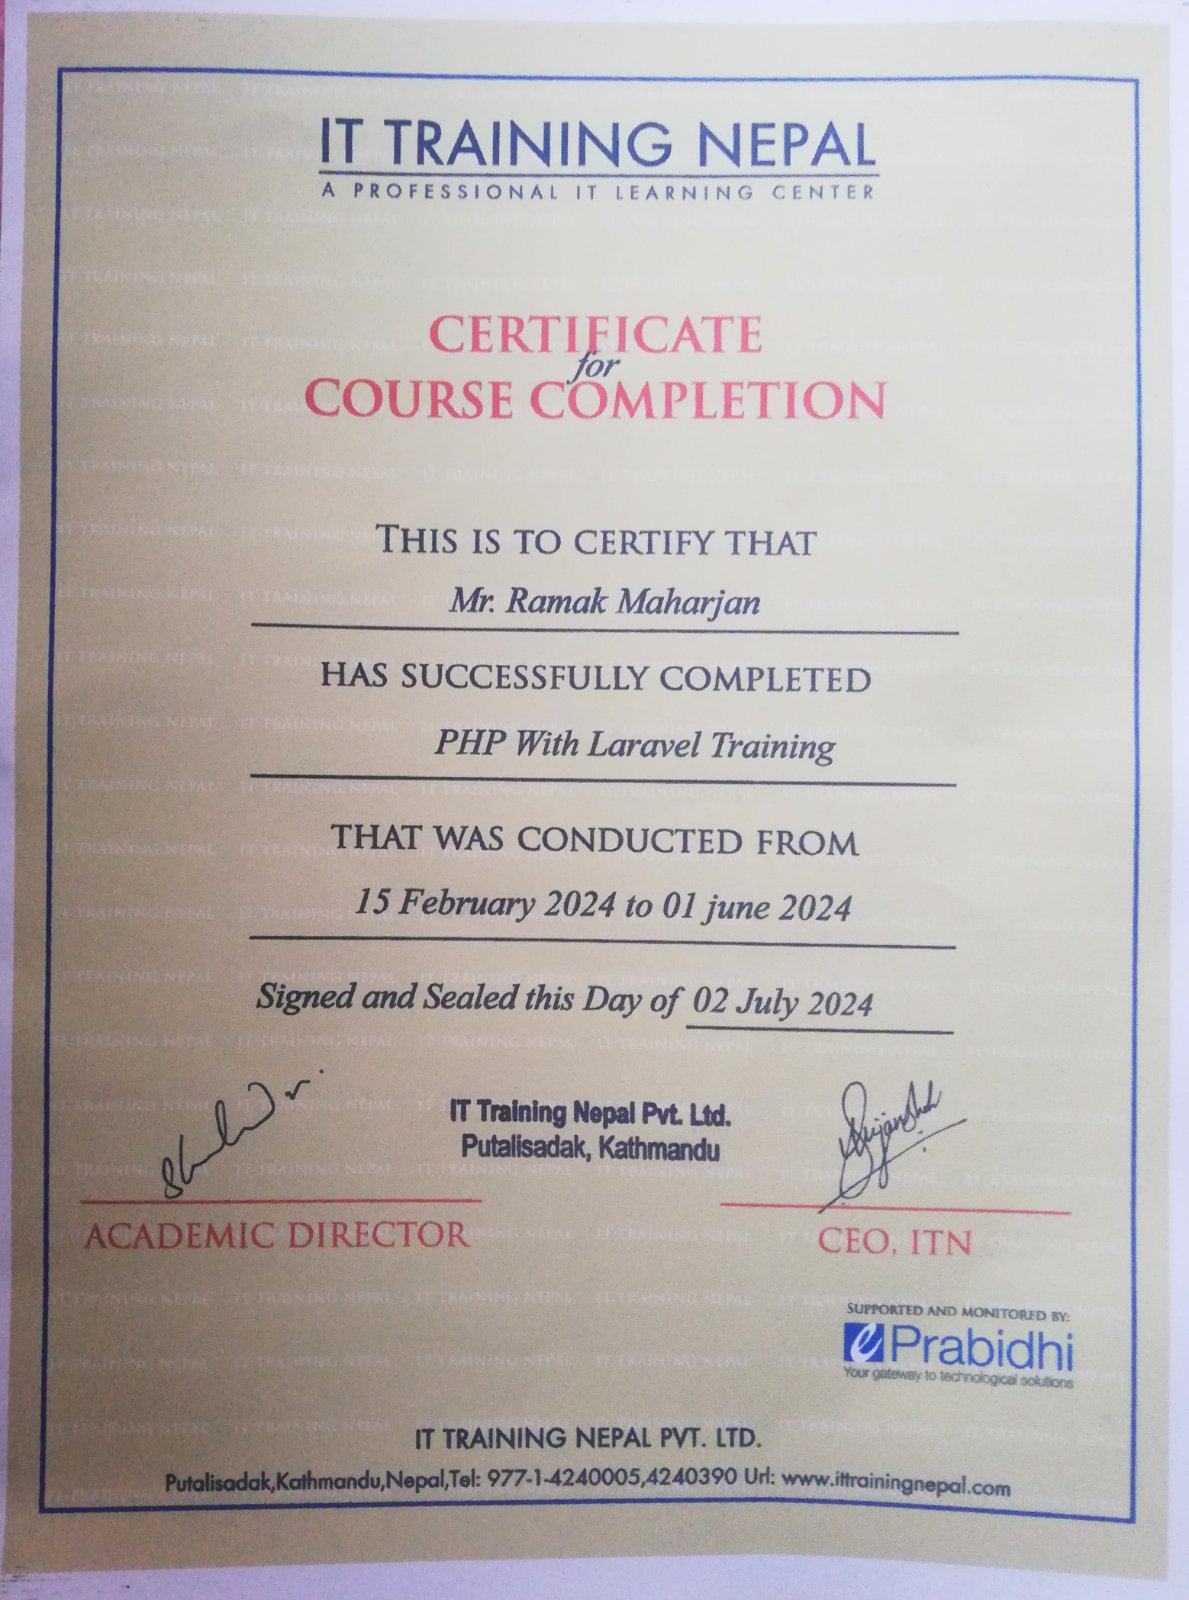 IT TRAINING NEPAL
A PROFESSIONAL IT LEARNING CENTER
CERTIFICATE
for
COURSE COMPLETION
THIS IS TO CERTIFY THAT
Mr. Ramak Maharjan
HAS SUCCESSFULLY COMPLETED
PHP With Laravel Training
THAT WAS CONDUCTED FROM
15 February 2024 to 01 june 2024
Signed and Sealed this Day of 02 July 2024
IT Training Nepal Pvt. Ltd.
Putalisadak, Kathmandu
ACADEMIC DIRECTOR
CEO, ITN
SUPPORTED AND MONITORED BY:
e Prabidhi
Your gateway to technological solutions
IT TRAINING NEPAL PVT. LTD.
Putalisadak,Kathmandu,Nepal,Tel: 977-1-4240005,4240390 Url: www.ittrainingnepal.com